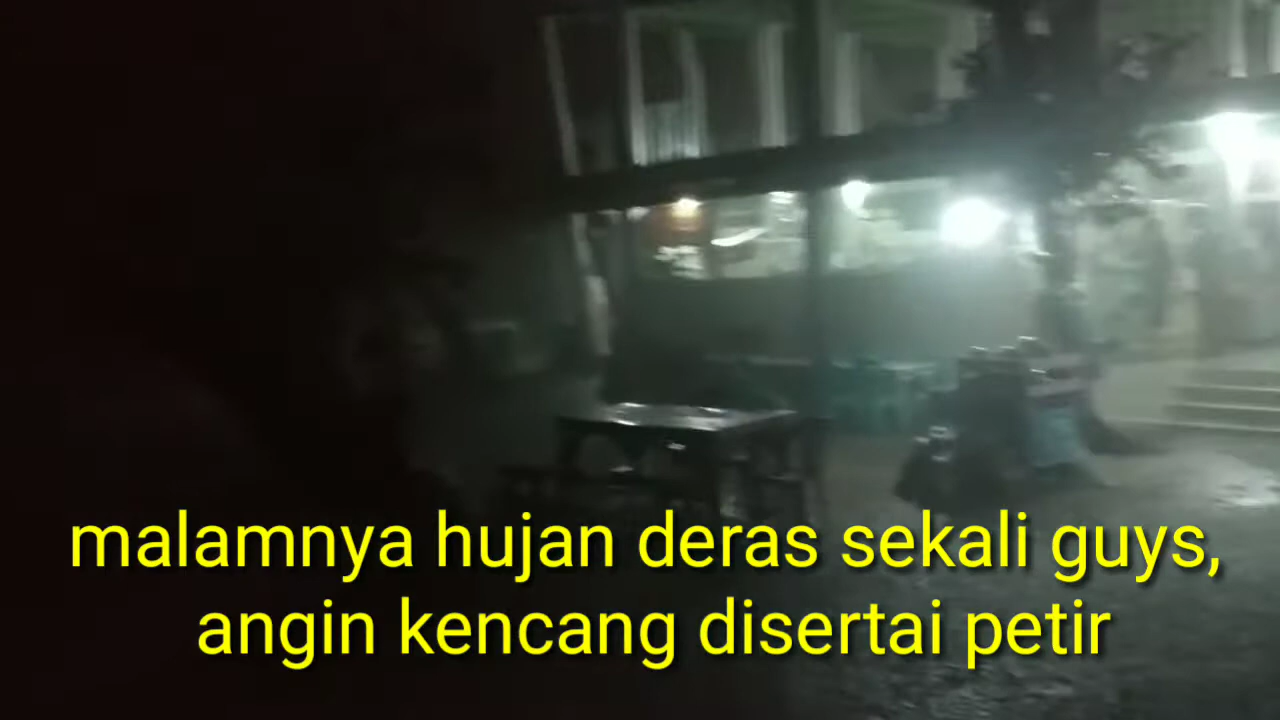 malamnya hujan deras sekali guys,
angin kencang disertai petir